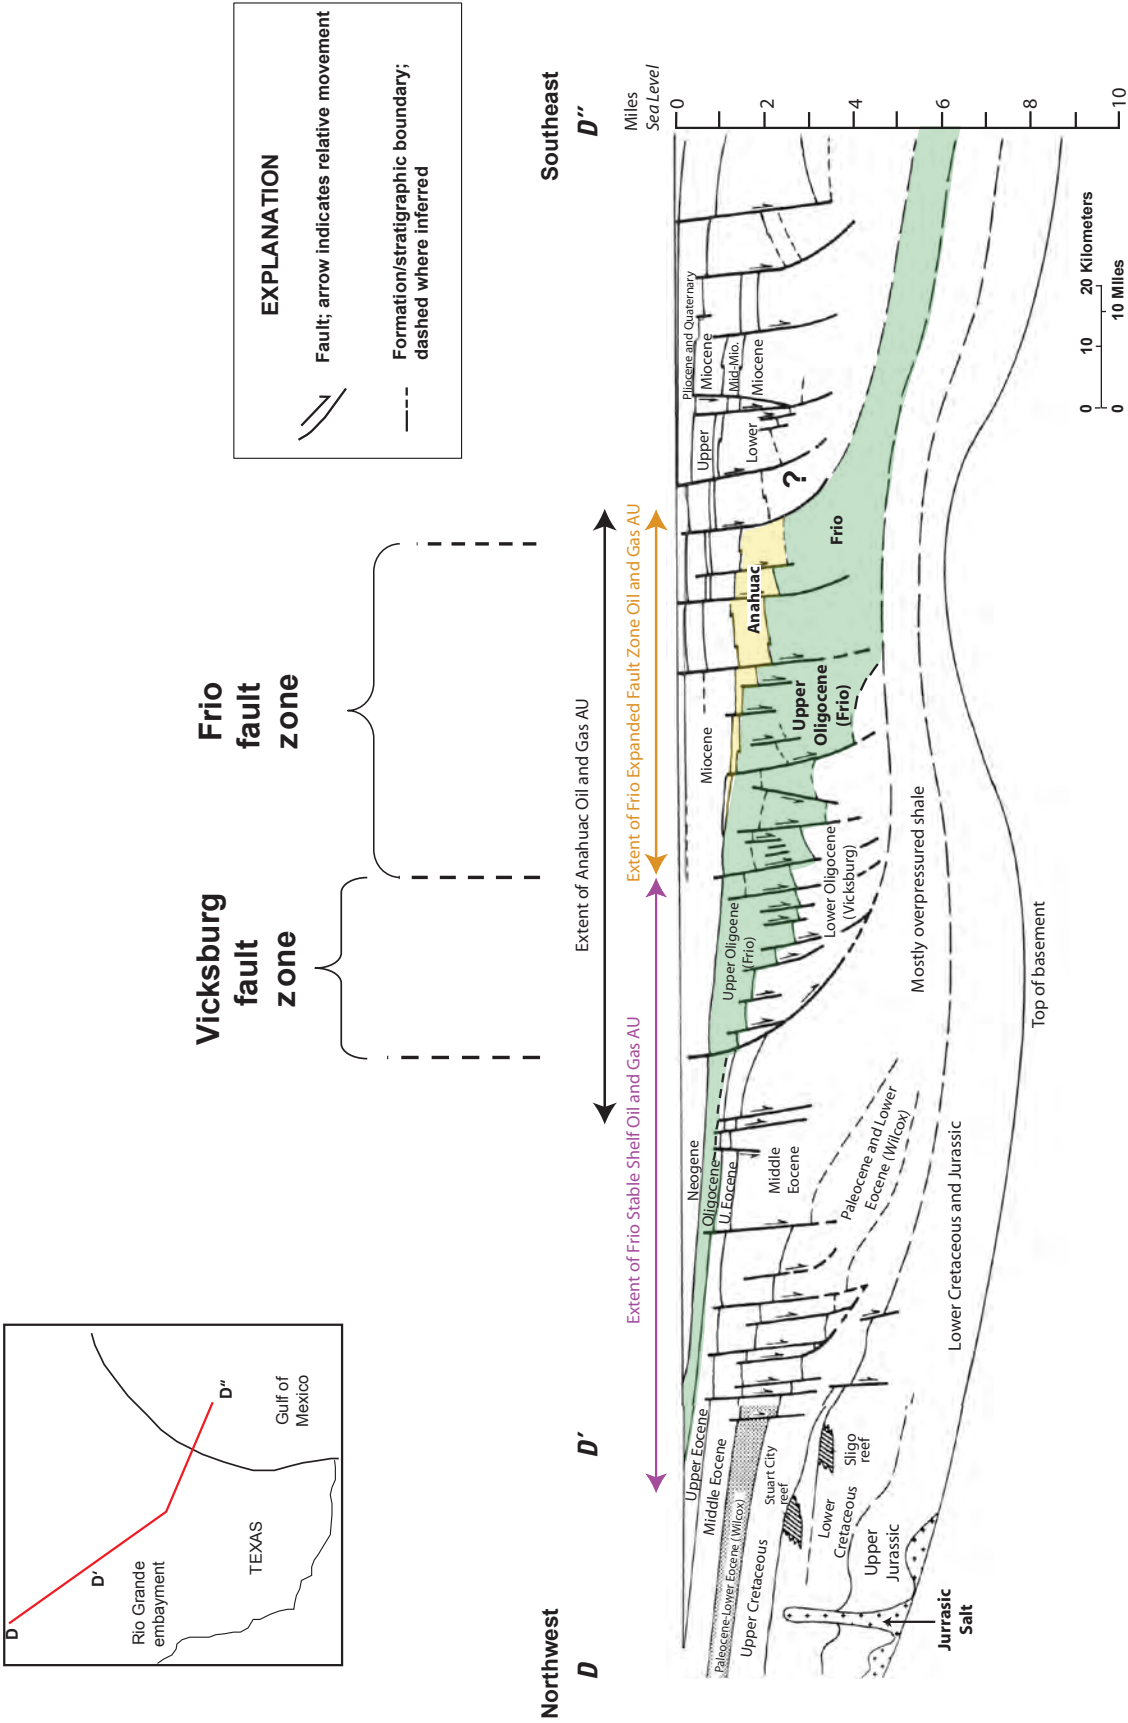 EXPLANATION
Fault; arrow indicates relative movement
Formation/stratigraphic boundary;
dashed where inferred
Frio
fault
zone
Vicksburg
fault
zone
D
D'
D"
Rio Grande
embayment
TEXAS
Gulf of
Mexico
Northwest
Southeast
D
D'
D"
Extent of Anahuac Oil and Gas AU
Extent of Frio Stable Shelf Oil and Gas AU
Extent of Frio Expanded Fault Zone Oil and Gas AU
Miles
Sea Level
0
2
4
6
8
10
Pliocene and Quaternary
Upper
Miocene
Mid-Mio.
Lower
Miocene
?
Miocene
Neogene
Anahuac
Frio
Upper
Oligocene
(Frio)
Upper Oligoene
(Frio)
Lower Oligocene
(Vicksburg)
Oligocene
U. Eocene
Middle
Eocene
Paleocene and Lower
Eocene (Wilcox)
Upper Eocene
Middle Eocene
Paleocene-Lower Eocene (Wilcox)
Upper Cretaceous
Stuart City
reef
Sligo
reef
Lower
Cretaceous
Upper
Jurassic
Jurrasic
Salt
Lower Cretaceous and Jurassic
Mostly overpressured shale
Top of basement
0
10
20 Kilometers
0
10 Miles